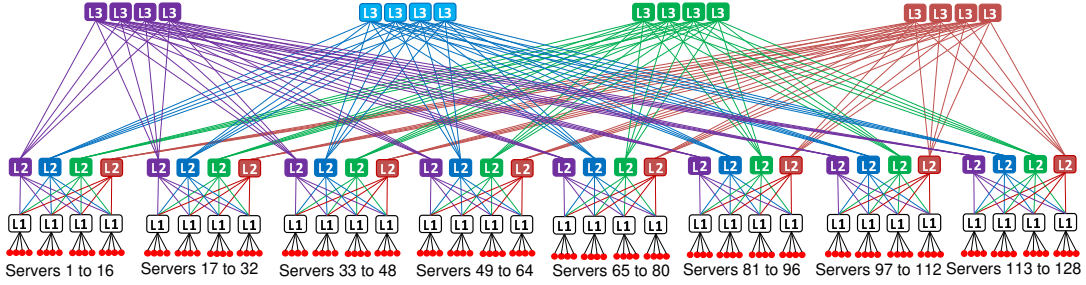 L3 L3 L3 L3 L3 L3 L3 L3 L3 L3 L3 L3 L3 L3 L3 L3
L2 L2 L2 L2 L2 L2 L2 L2 L2 L2 L2 L2 L2 L2 L2 L2 L2 L2 L2 L2 L2 L2 L2 L2 L2 L2 L2 L2 L2 L2 L2 L2
L1 L1 L1 L1 L1 L1 L1 L1 L1 L1 L1 L1 L1 L1 L1 L1 L1 L1 L1 L1 L1 L1 L1 L1 L1 L1 L1 L1 L1 L1 L1 L1
Servers 1 to 16 Servers 17 to 32 Servers 33 to 48 Servers 49 to 64 Servers 65 to 80 Servers 81 to 96 Servers 97 to 112 Servers 113 to 128